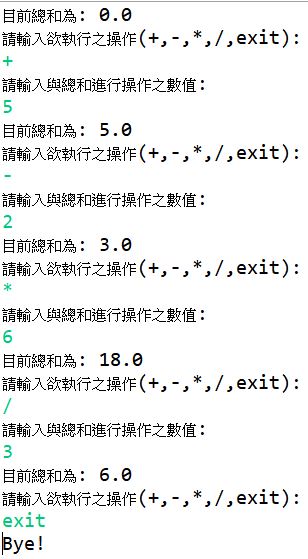 目前總和為: 0.0
請輸入欲執行之操作(+,-,*,/,exit):
+
請輸入與總和進行操作之數值:
5
目前總和為: 5.0
請輸入欲執行之操作(+,-,*,/,exit):
-
請輸入與總和進行操作之數值:
2
目前總和為: 3.0
請輸入欲執行之操作(+,-,*,/,exit):
*
請輸入與總和進行操作之數值:
6
目前總和為: 18.0
請輸入欲執行之操作(+,-,*,/,exit):
/
請輸入與總和進行操作之數值:
3
目前總和為: 6.0
請輸入欲執行之操作(+,-,*,/,exit):
exit
Bye!